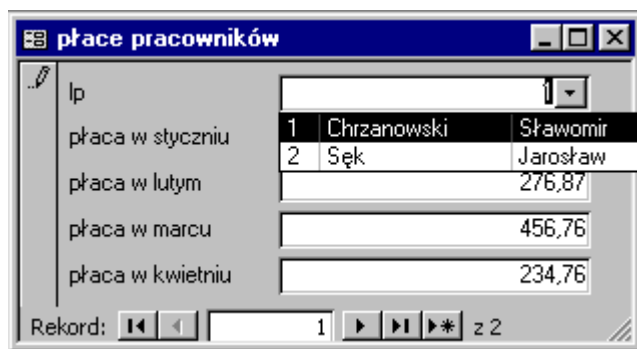 płace pracowników
lp 1
płaca w styczniu
1 Chrzanowski Sławomir
2 Sęk Jarosław
płaca w lutym 276,87
płaca w marcu 456,76
płaca w kwietniu 234,76
Rekord: 1 z 2